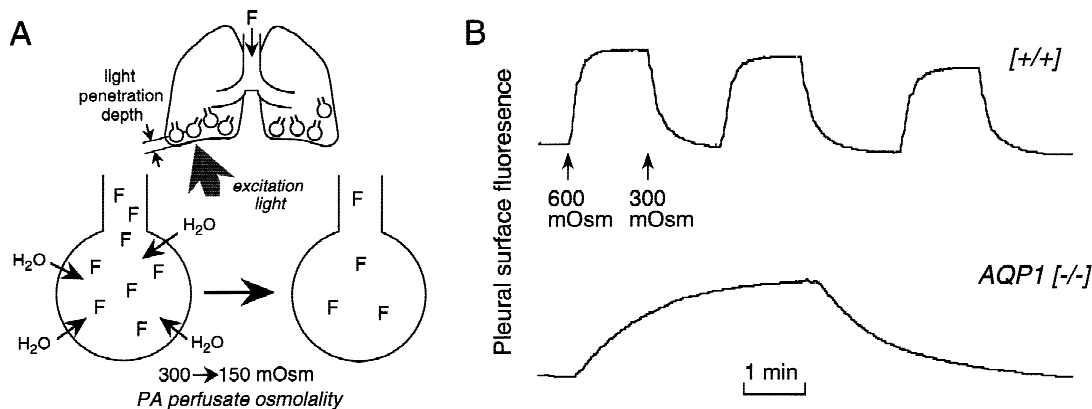 A
F
light
penetration
depth
excitation
light
F
F
F
H2O
H2O
F
F
F
F
F
H2O
H2O
F
F
F
F
300→150 mOsm
PA perfusate osmolality
B
Pleural surface fluoresence
[+/+]
600
mOsm
300
mOsm
AQP1 [-/-]
1 min